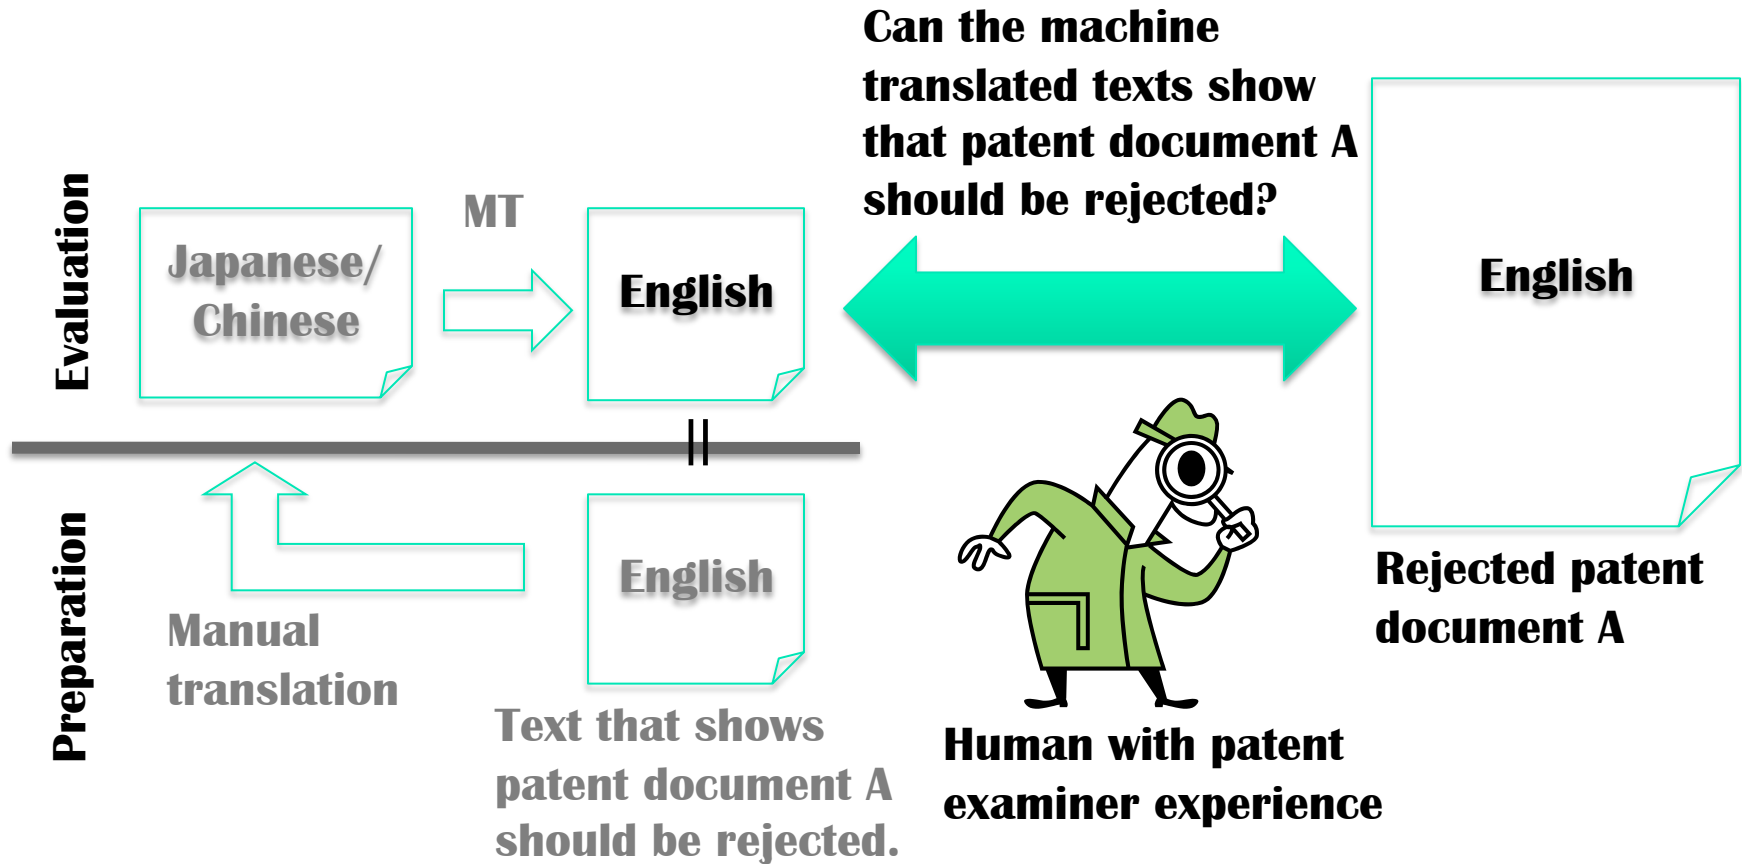 Can the machine
translated texts show
that patent document A
should be rejected?
Evaluation
Japanese/
Chinese
MT
English
English
Preparation
Manual
translation
English
Text that shows
patent document A
should be rejected.
Human with patent
examiner experience
Rejected patent
document A